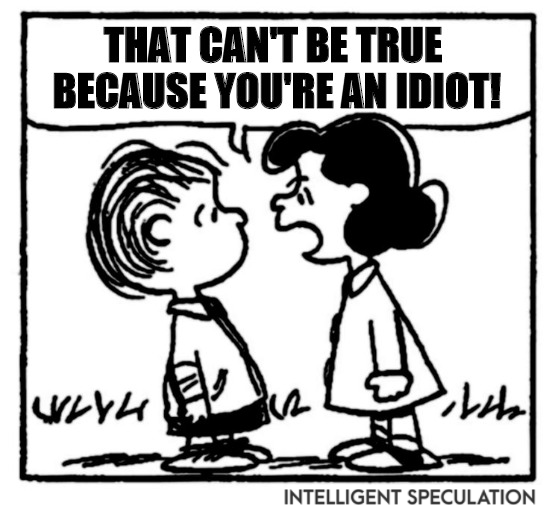 THAT CAN'T BE TRUE
BECAUSE YOU'RE AN IDIOT!
INTELLIGENT SPECULATION